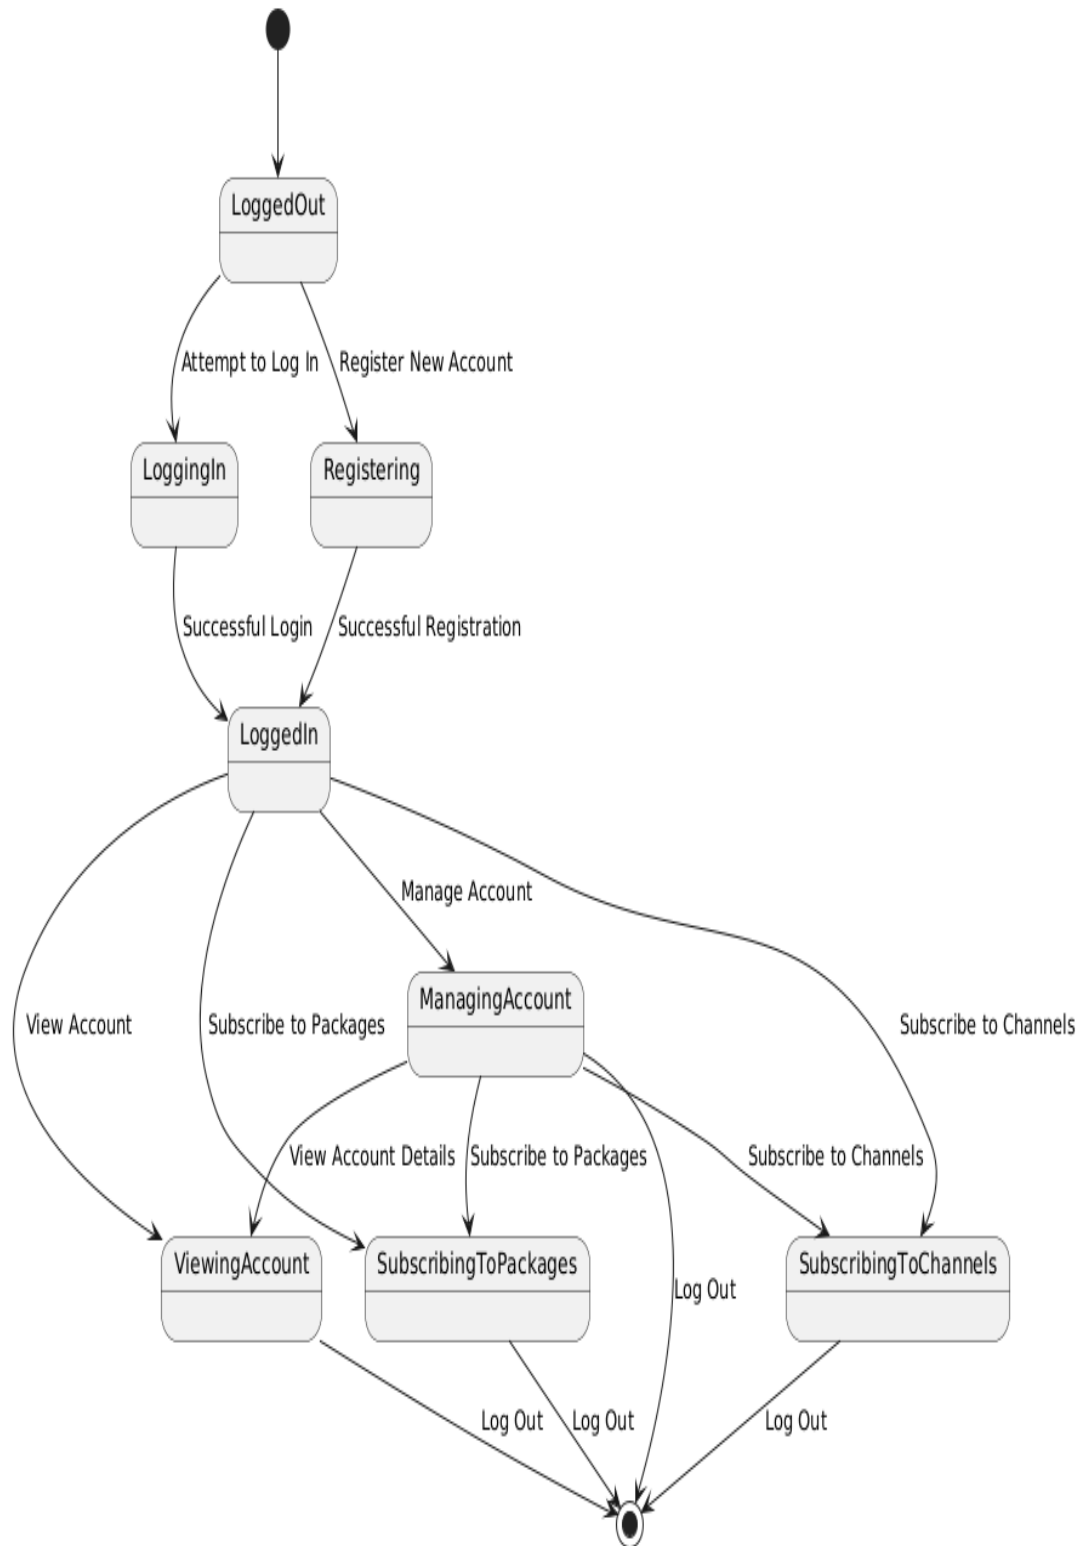 LoggedOut
Attempt to Log In
Register New Account
LoggingIn
Registering
Successful Login
Successful Registration
LoggedIn
Manage Account
ManagingAccount
View Account
Subscribe to Packages
Subscribe to Channels
View Account Details
Subscribe to Packages
Subscribe to Channels
ViewingAccount
SubscribingToPackages
SubscribingToChannels
Log Out
Log Out
Log Out
Log Out